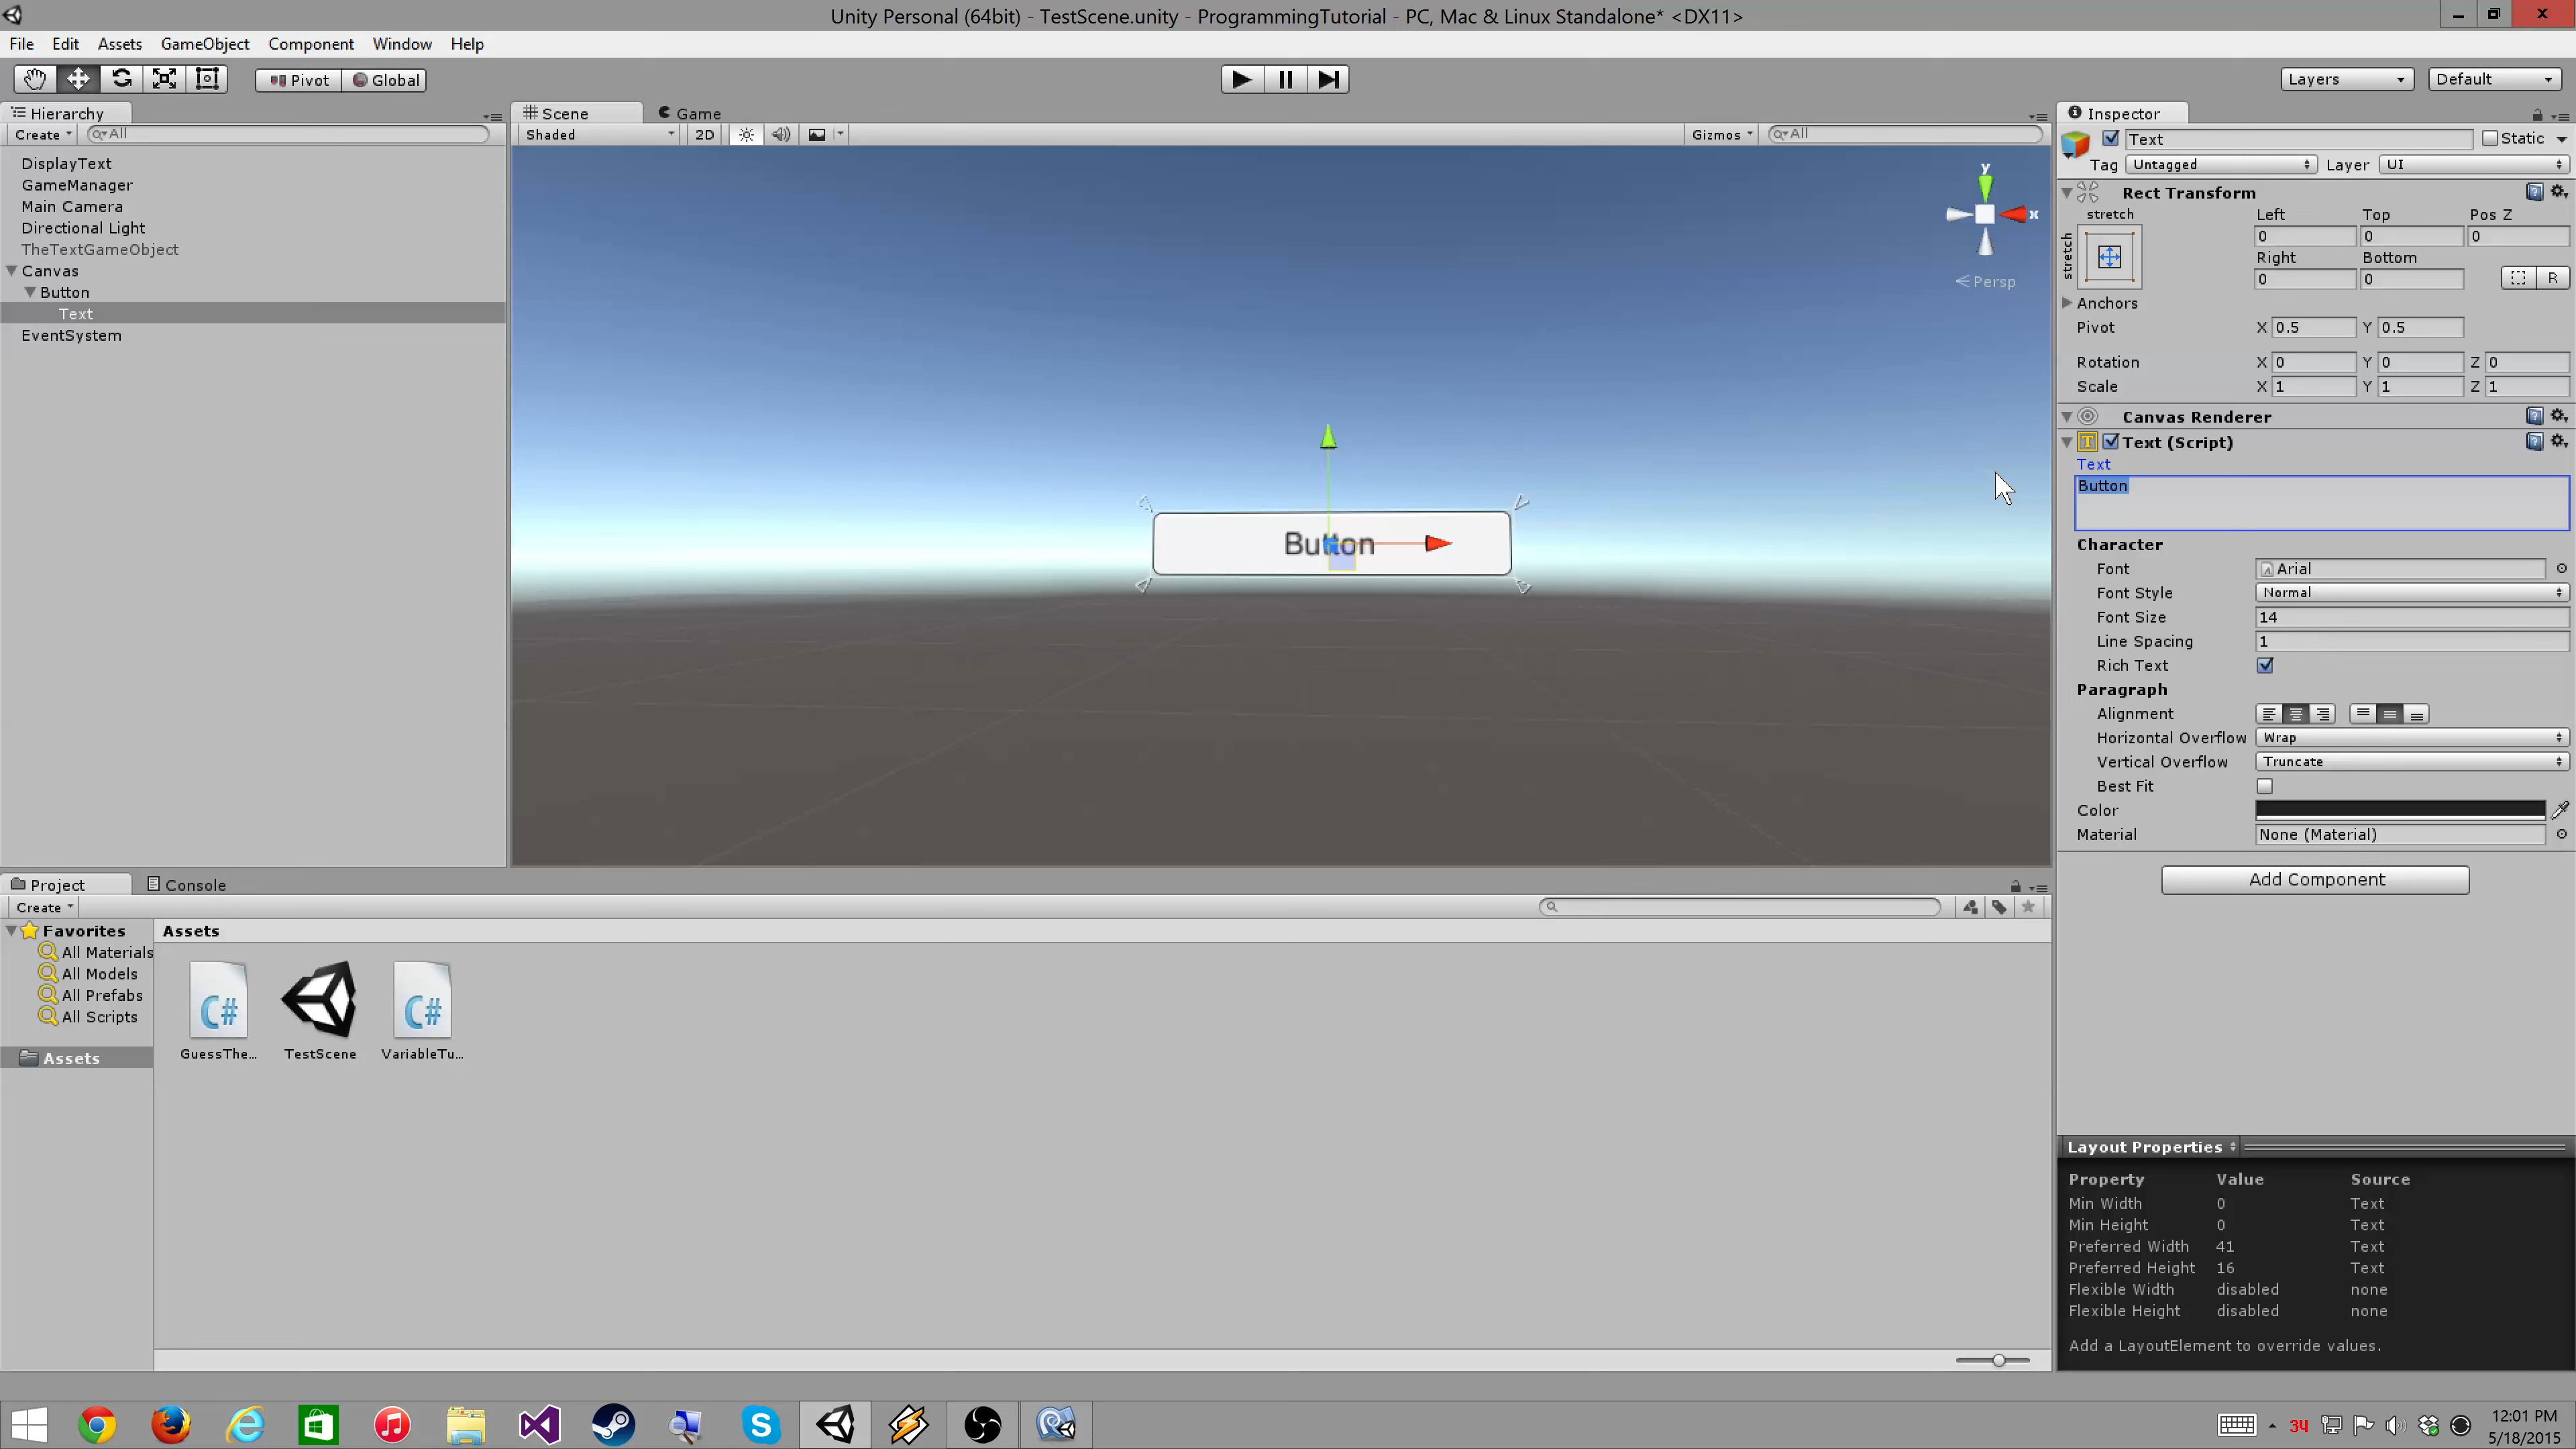 Unity Personal (64bit) - TestScene.unity - ProgrammingTutorial - PC, Mac & Linux Standalone* <DX11>
File Edit Assets GameObject Component Window Help
Pivot Global Layers Default
Hierarchy
Create All
DisplayText
GameManager
Main Camera
Directional Light
TheTextGameObject
Canvas
Button
Text
EventSystem
Scene Game
Shaded 2D Gizmos All
y
x
Persp
Button
Inspector
Text Static
Tag Untagged Layer UI
Rect Transform
stretch Left Top Pos Z
stretch
0 0 0
Right Bottom
0 0 R
Anchors
Pivot X 0.5 Y 0.5
Rotation X 0 Y 0 Z 0
Scale X 1 Y 1 Z 1
Canvas Renderer
Text (Script)
Text
Button
Character
Font Arial
Font Style Normal
Font Size 14
Line Spacing 1
Rich Text
Paragraph
Alignment
Horizontal Overflow Wrap
Vertical Overflow Truncate
Best Fit
Color
Material None (Material)
Add Component
Project Console
Create
Favorites
All Materials
All Models
All Prefabs
All Scripts
Assets
Assets
C# C#
GuessThe... TestScene VariableTu...
Layout Properties
Property Value Source
Min Width 0 Text
Min Height 0 Text
Preferred Width 41 Text
Preferred Height 16 Text
Flexible Width disabled none
Flexible Height disabled none
Add a LayoutElement to override values.
34
12:01 PM
5/18/2015